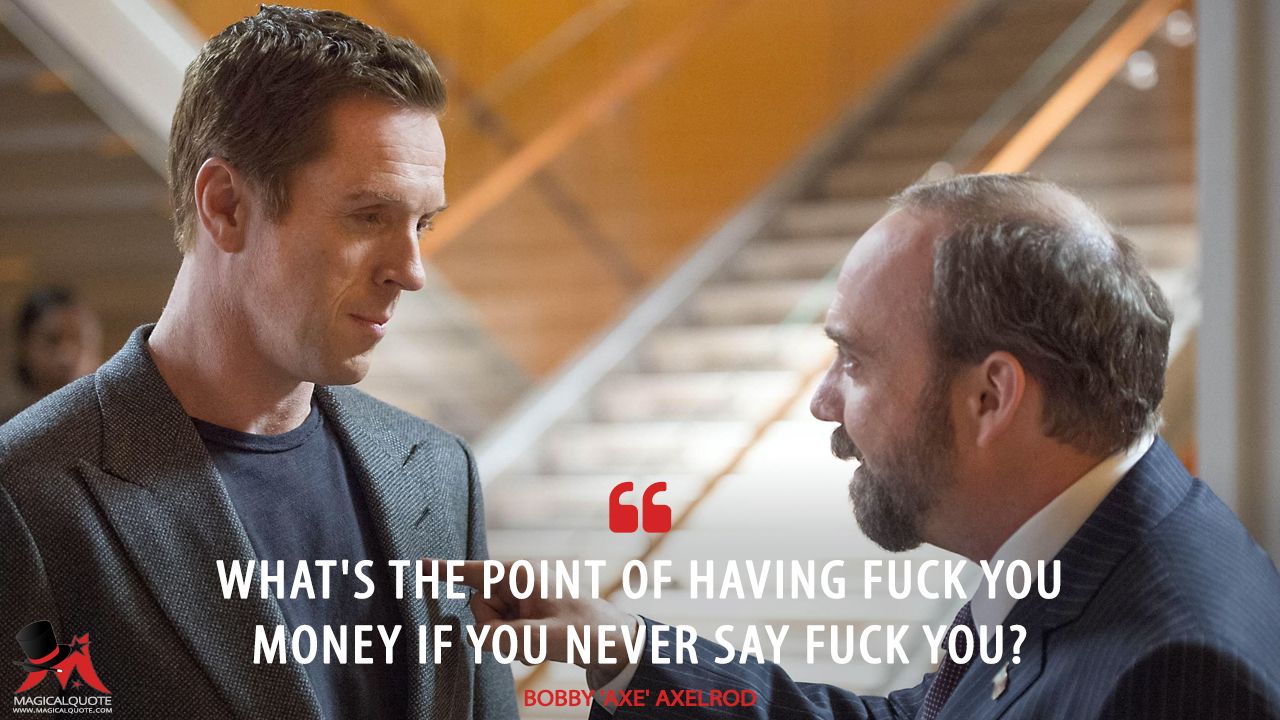 WHAT'S THE POINT OF HAVING FUCK YOU
MONEY IF YOU NEVER SAY FUCK YOU?
BOBBY 'AXE' AXELROD
MAGICALQUOTE
WWW.MAGICALQUOTE.COM